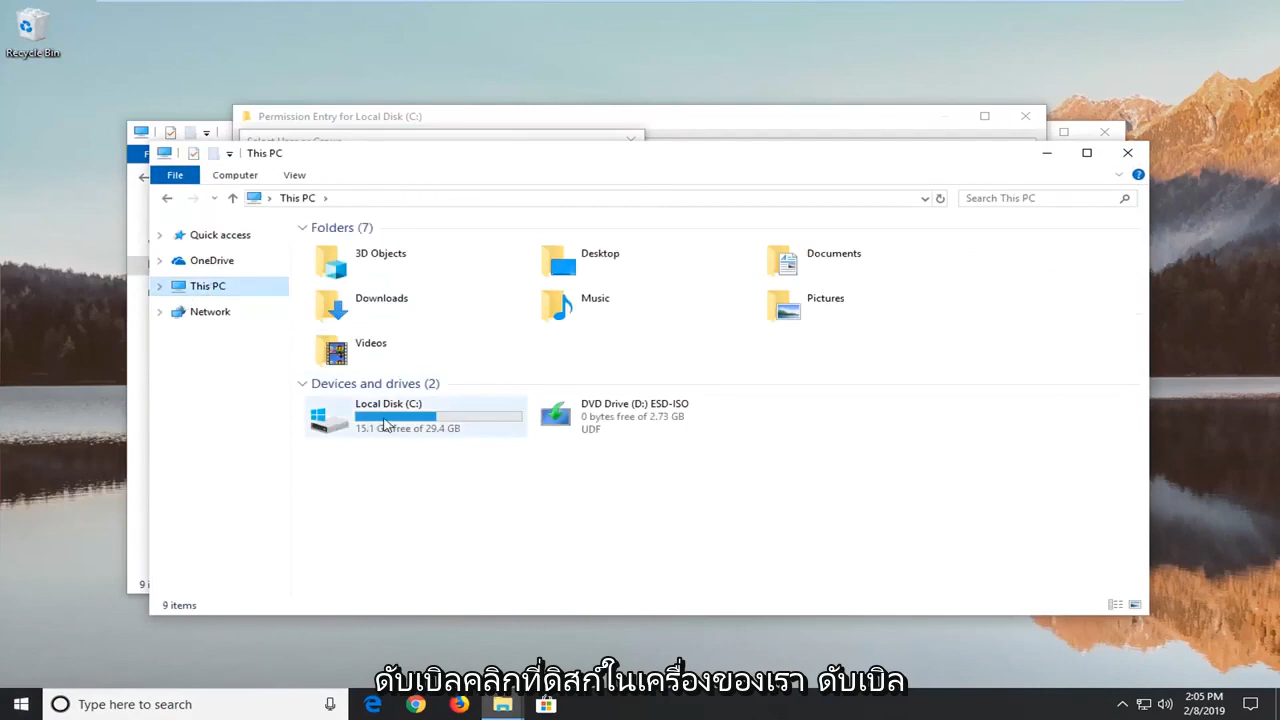 Recycle Bin
Permission Entry for Local Disk (C:)
This PC
File
Computer
View
This PC
Search This PC
Quick access
OneDrive
This PC
Network
Folders (7)
3D Objects
Desktop
Documents
Downloads
Music
Pictures
Videos
Devices and drives (2)
Local Disk (C:)
15.1 GB free of 29.4 GB
DVD Drive (D:) ESD-ISO
0 bytes free of 2.73 GB
UDF
9 i
9 items
ดับเบิลคลิกที่ดิสก์ในเครื่องของเรา ดับเบิล
Type here to search
2:05 PM
2/8/2019